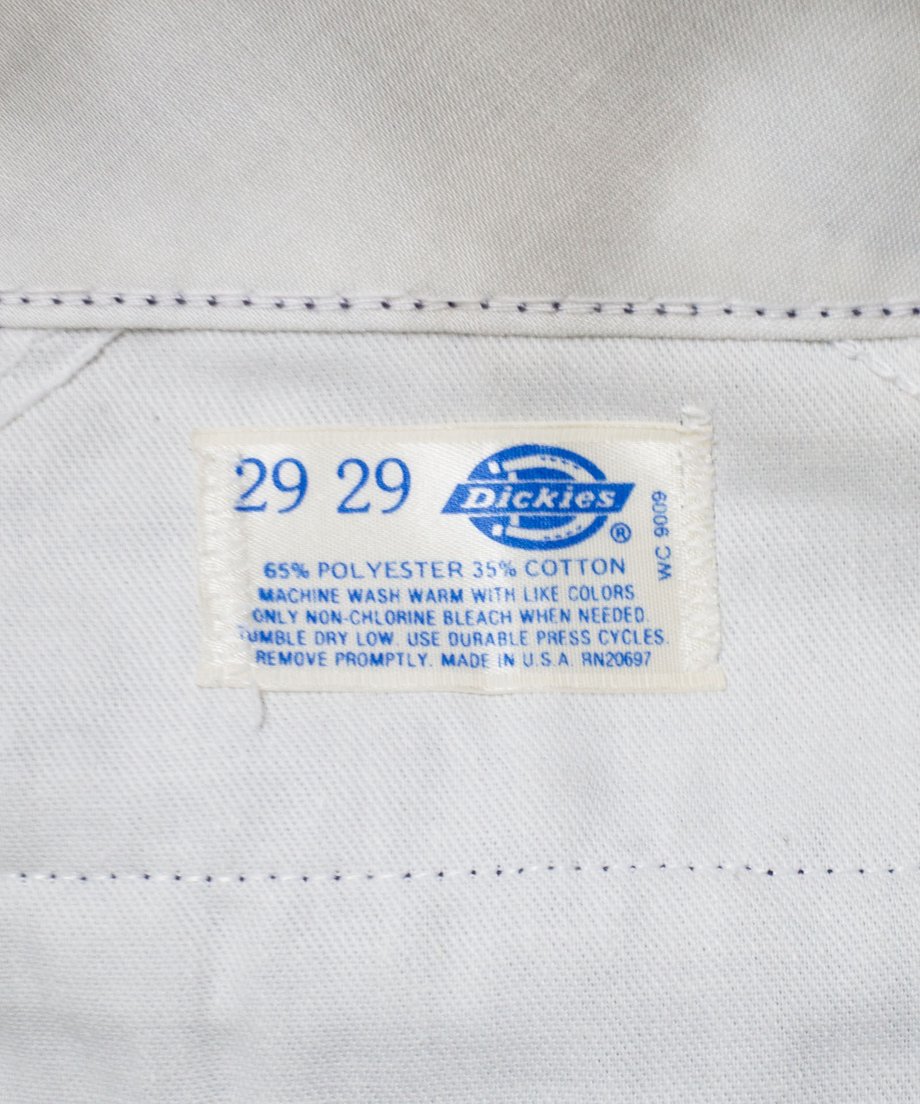 29 29
Dickies ®
WC 9009
65% POLYESTER 35% COTTON
MACHINE WASH WARM WITH LIKE COLORS
ONLY NON-CHLORINE BLEACH WHEN NEEDED
TUMBLE DRY LOW. USE DURABLE PRESS CYCLES.
REMOVE PROMPTLY. MADE IN U.S.A. RN20697